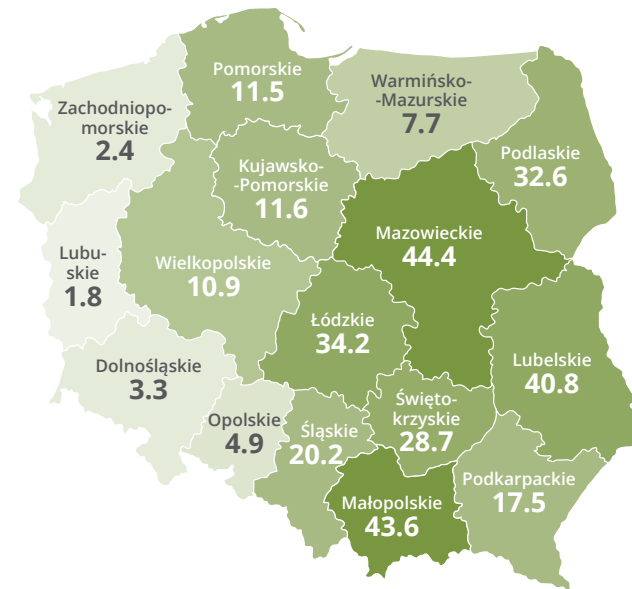 Pomorskie
11.5
Warmińsko-
-Mazurskie
7.7
Zachodniopo-
morskie
2.4
Podlaskie
32.6
Kujawsko-
-Pomorskie
11.6
Mazowieckie
44.4
Lubu-
skie
1.8
Wielkopolskie
10.9
Łódzkie
34.2
Lubelskie
40.8
Dolnośląskie
3.3
Święto-
krzyskie
28.7
Opolskie
4.9
Śląskie
20.2
Podkarpackie
17.5
Małopolskie
43.6